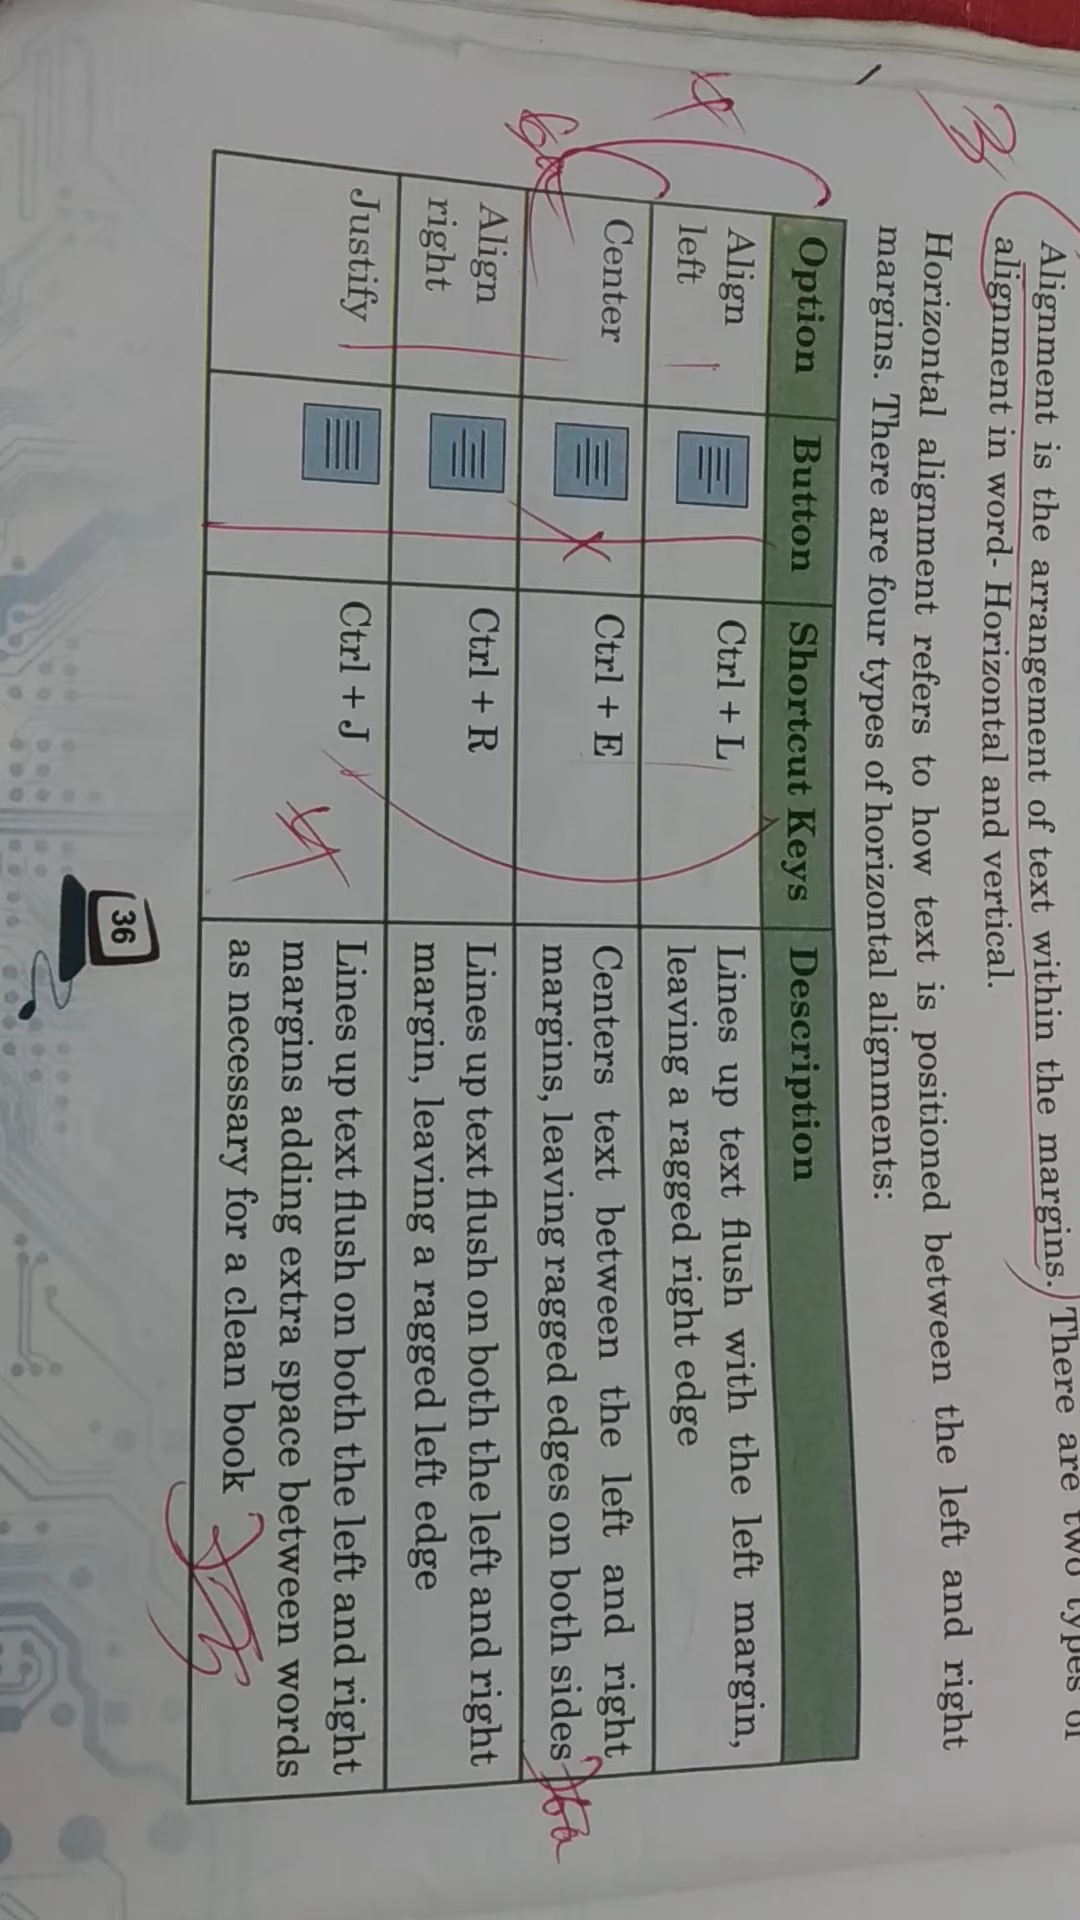 Alignment is the arrangement of text within the margins. There are two types of
alignment in word- Horizontal and vertical.
Horizontal alignment refers to how text is positioned between the left and right
margins. There are four types of horizontal alignments:
Option Button Shortcut Keys Description
Align left Ctrl + L Lines up text flush with the left margin,
leaving a ragged right edge
Center Ctrl + E Centers text between the left and right
margins, leaving ragged edges on both sides
Align right Ctrl + R Lines up text flush on both the left and right
margin, leaving a ragged left edge
Justify Ctrl + J Lines up text flush on both the left and right
margins adding extra space between words
as necessary for a clean book
36